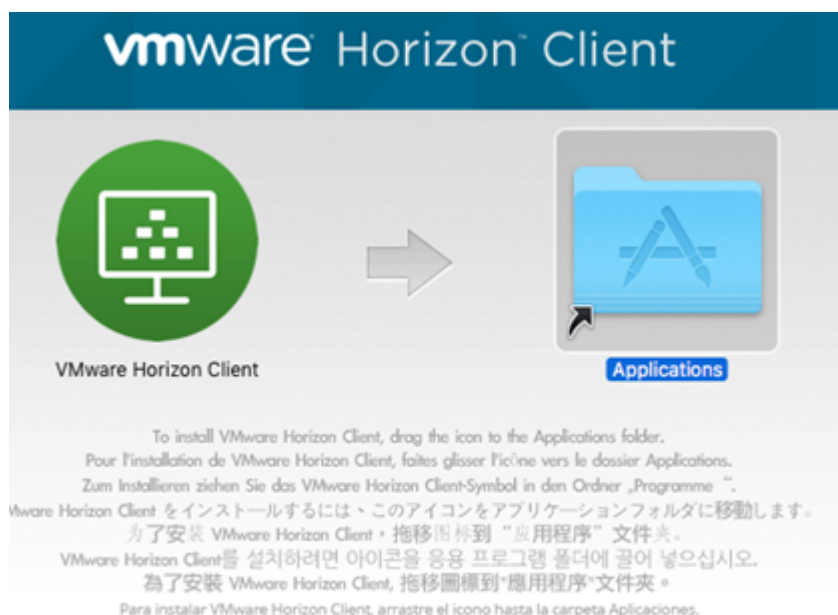 vmware Horizon™ Client
VMware Horizon Client
Applications
To install VMware Horizon Client, drag the icon to the Applications folder.
Pour l'installation de VMware Horizon Client, faites glisser l'icône vers le dossier Applications.
Zum Installieren ziehen Sie das VMware Horizon Client-Symbol in den Ordner „Programme “.
Mware Horizon Client をインストールするには、このアイコンをアプリケーションフォルダに移動します。
为了安装 VMware Horizon Client，拖移图标到“应用程序”文件夹。
VMware Horizon Client를 설치하려면 아이콘을 응용 프로그램 폴더에 끌어 넣으십시오.
為了安裝 VMware Horizon Client, 拖移圖標到"應用程序"文件夾。
Para instalar VMware Horizon Client, arrastre el icono hasta la carpeta Aplicaciones.